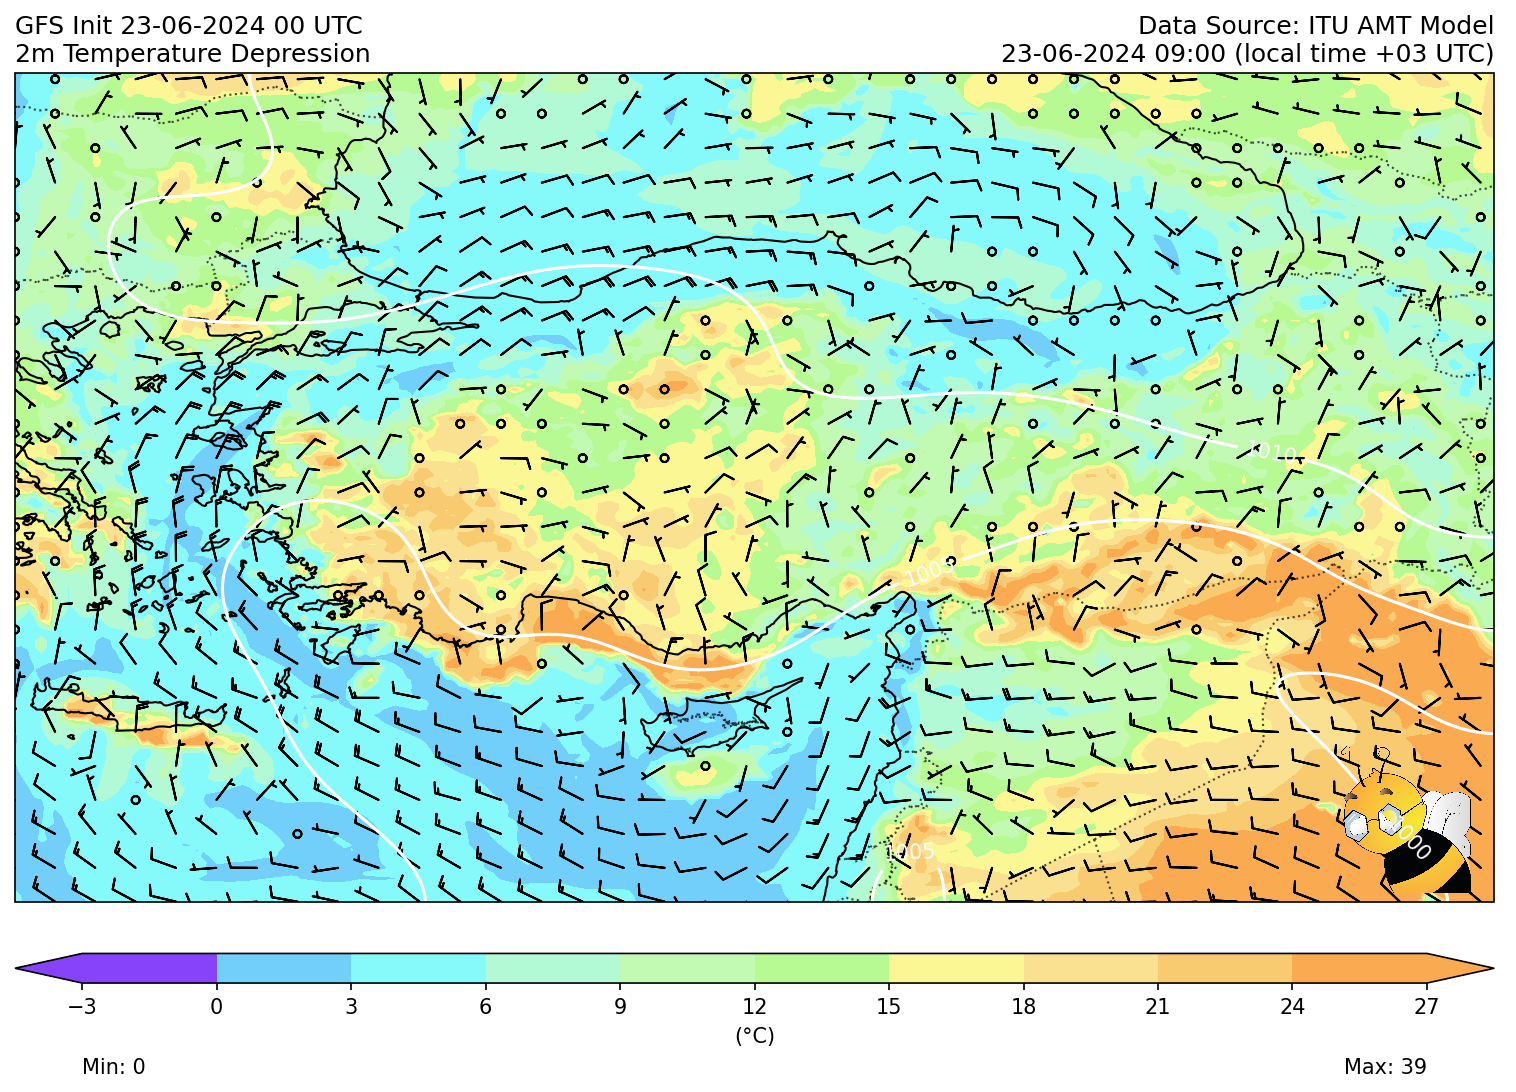 GFS Init 23-06-2024 00 UTC
Data Source: ITU AMT Model
2m Temperature Depression
23-06-2024 09:00 (local time +03 UTC)
1010
1005
1005
1000
−3 0 3 6 9 12 15 18 21 24 27
(°C)
Min: 0
Max: 39